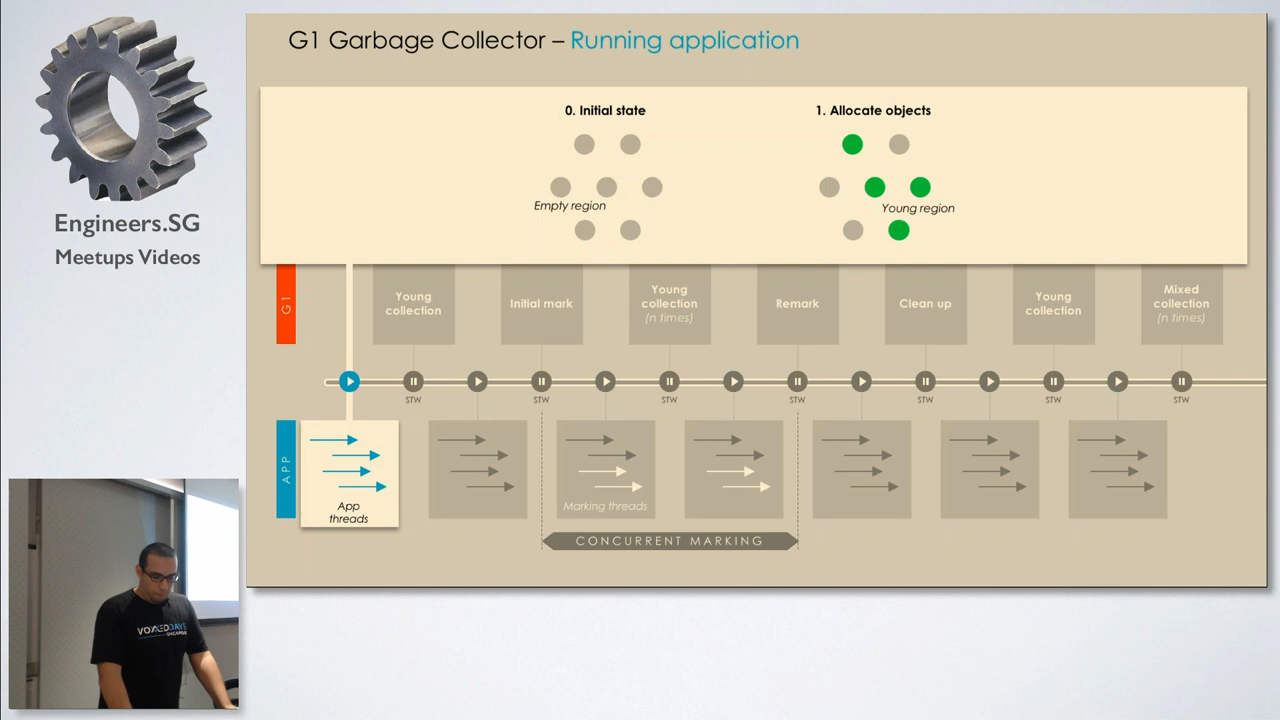 Engineers.SG
Meetups Videos
G1 Garbage Collector – Running application
0. Initial state
Empty region
1. Allocate objects
Young region
G1
Young
collection
Initial mark
Young
collection
(n times)
Remark
Clean up
Young
collection
Mixed
collection
(n times)
STW
STW
STW
STW
STW
STW
STW
APP
App
threads
Marking threads
CONCURRENT MARKING
VOXXEDDAYS
SINGAPORE